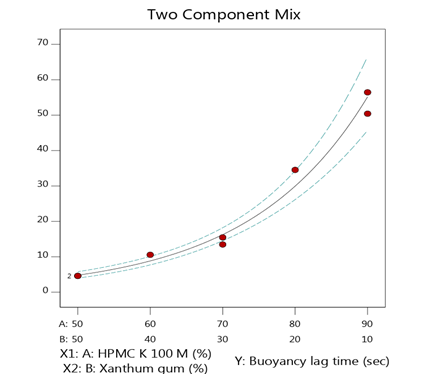 Two Component Mix
70
60
50
40
30
20
10
0
2
A: 50 60 70 80 90
B: 50 40 30 20 10
X1: A: HPMC K 100 M (%)
X2: B: Xanthum gum (%)
Y: Buoyancy lag time (sec)